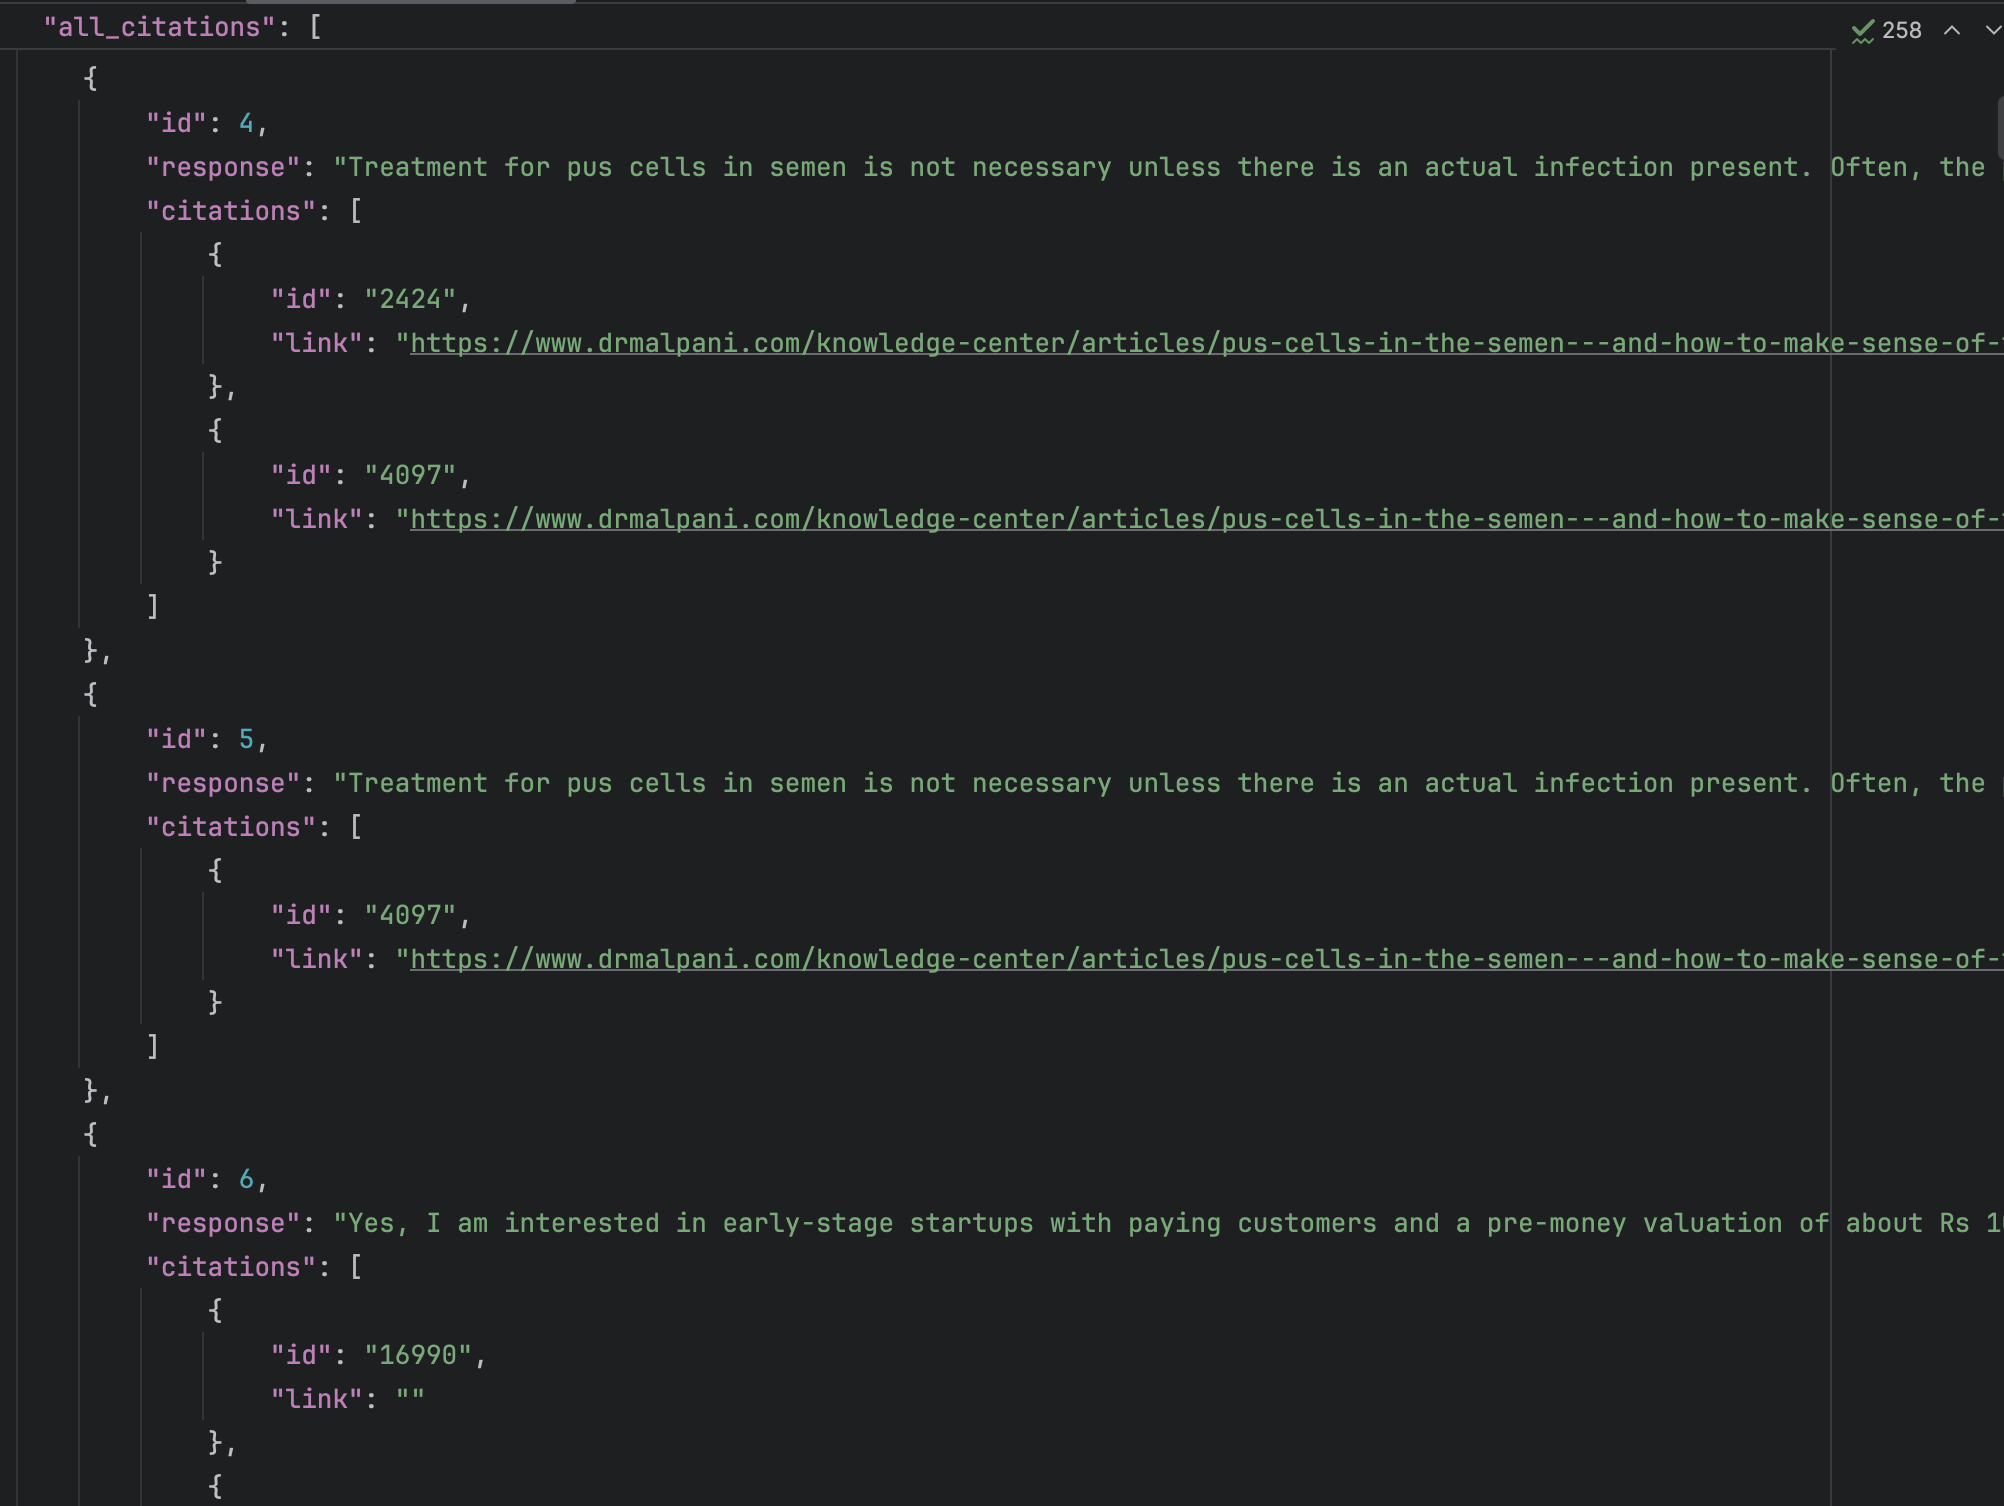 "all_citations": [
258
{
"id": 4,
"response": "Treatment for pus cells in semen is not necessary unless there is an actual infection present. Often, the
"citations": [
{
"id": "2424",
"link": "https://www.drmalpani.com/knowledge-center/articles/pus-cells-in-the-semen---and-how-to-make-sense-of-
},
{
"id": "4097",
"link": "https://www.drmalpani.com/knowledge-center/articles/pus-cells-in-the-semen---and-how-to-make-sense-of-
}
]
},
{
"id": 5,
"response": "Treatment for pus cells in semen is not necessary unless there is an actual infection present. Often, the
"citations": [
{
"id": "4097",
"link": "https://www.drmalpani.com/knowledge-center/articles/pus-cells-in-the-semen---and-how-to-make-sense-of-
}
]
},
{
"id": 6,
"response": "Yes, I am interested in early-stage startups with paying customers and a pre-money valuation of about Rs 1
"citations": [
{
"id": "16990",
"link": ""
},
{